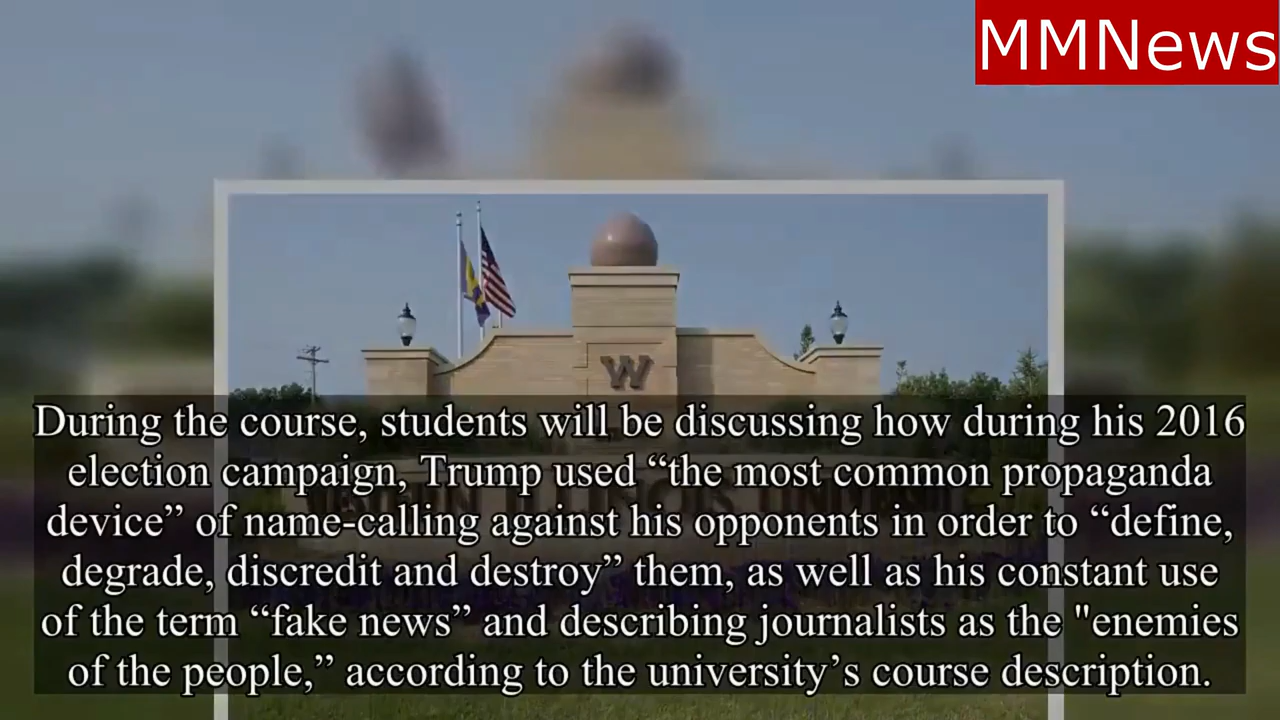 MMNews
W
During the course, students will be discussing how during his 2016
election campaign, Trump used “the most common propaganda
device” of name-calling against his opponents in order to “define,
degrade, discredit and destroy” them, as well as his constant use
of the term “fake news” and describing journalists as the "enemies
of the people,” according to the university’s course description.